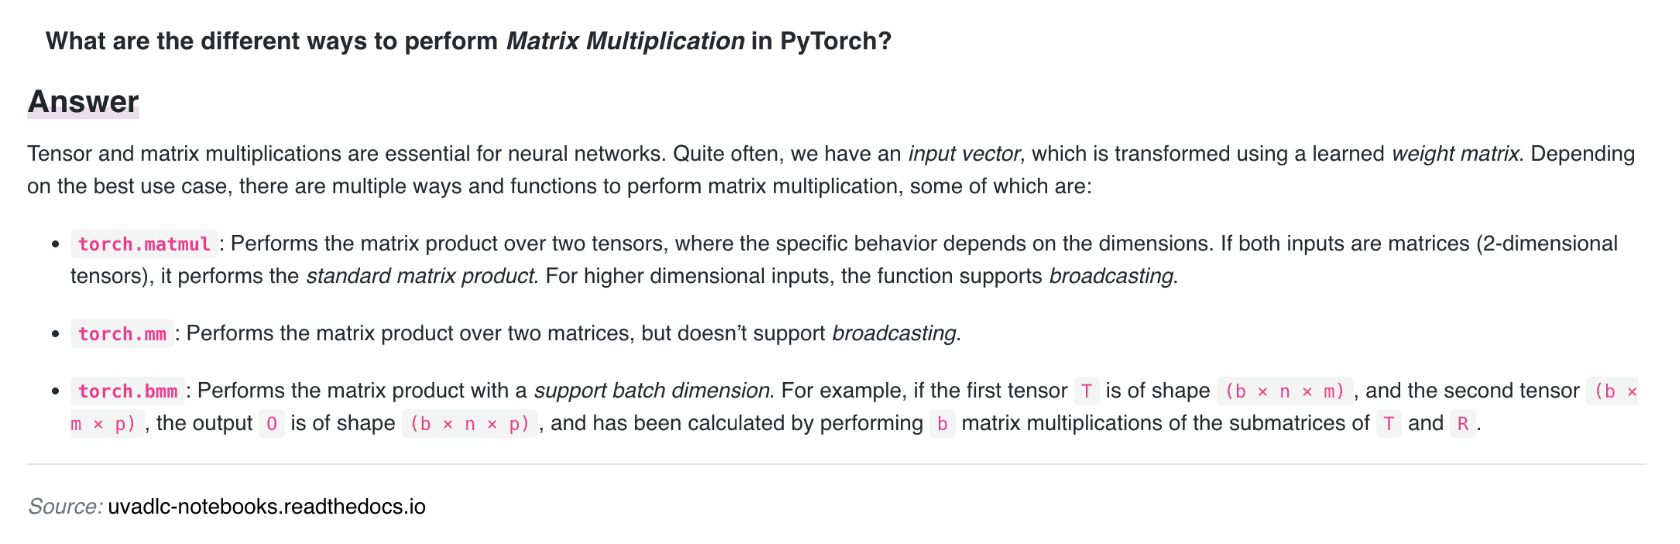 What are the different ways to perform Matrix Multiplication in PyTorch?
Answer
Tensor and matrix multiplications are essential for neural networks. Quite often, we have an input vector, which is transformed using a learned weight matrix. Depending
on the best use case, there are multiple ways and functions to perform matrix multiplication, some of which are:
• torch.matmul : Performs the matrix product over two tensors, where the specific behavior depends on the dimensions. If both inputs are matrices (2-dimensional
tensors), it performs the standard matrix product. For higher dimensional inputs, the function supports broadcasting.
• torch.mm : Performs the matrix product over two matrices, but doesn’t support broadcasting.
• torch.bmm : Performs the matrix product with a support batch dimension. For example, if the first tensor T is of shape (b × n × m) , and the second tensor (b ×
m × p) , the output O is of shape (b × n × p) , and has been calculated by performing b matrix multiplications of the submatrices of T and R .
Source: uvadlc-notebooks.readthedocs.io